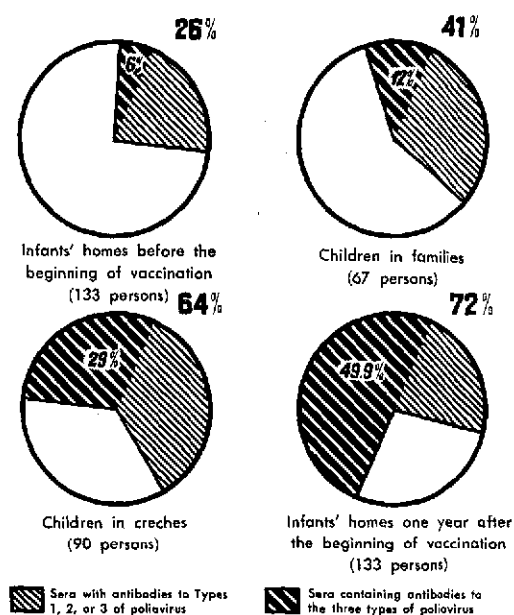 26%
6%
Infants' homes before the
beginning of vaccination
(133 persons)
41%
12%
Children in families
(67 persons)
64%
29%
Children in creches
(90 persons)
72%
49.9%
Infants' homes one year after
the beginning of vaccination
(133 persons)
Sera with antibodies to Types
1, 2, or 3 of poliovirus
Sera containing antibodies to
the three types of poliovirus